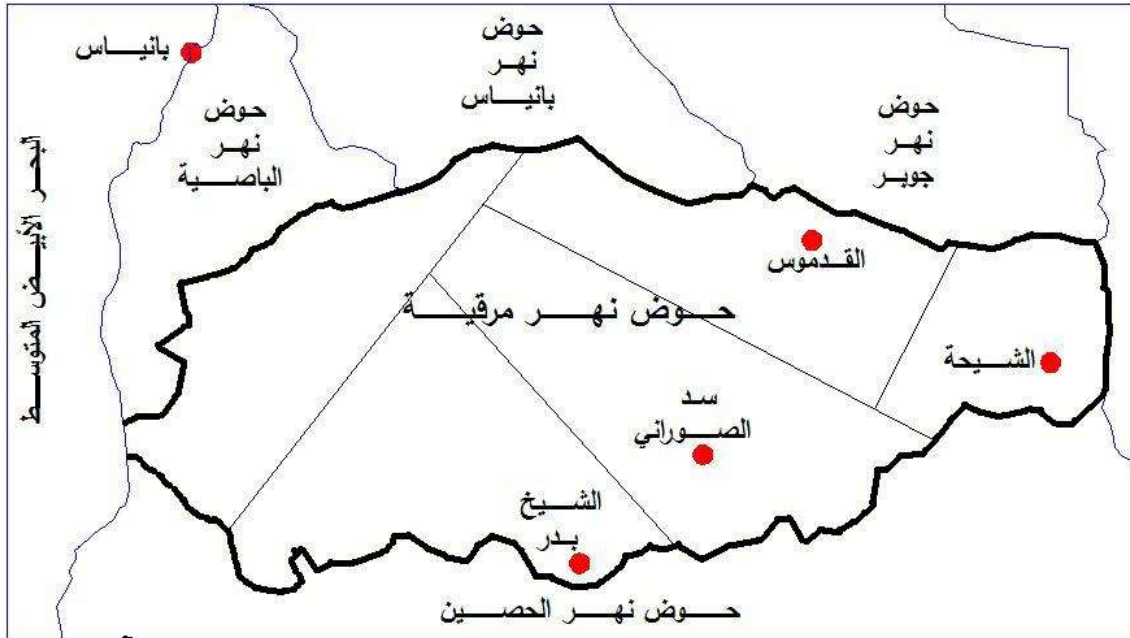 بانياس
حوض
نهر
بانياس
حوض
نهر
جوبر
حوض
نهر
الباصية
البحر الأبيض المتوسط
القدموس
حوض نهر مرقية
الشيحة
سد
الصوراني
الشيخ
بدر
حوض نهر الحصين